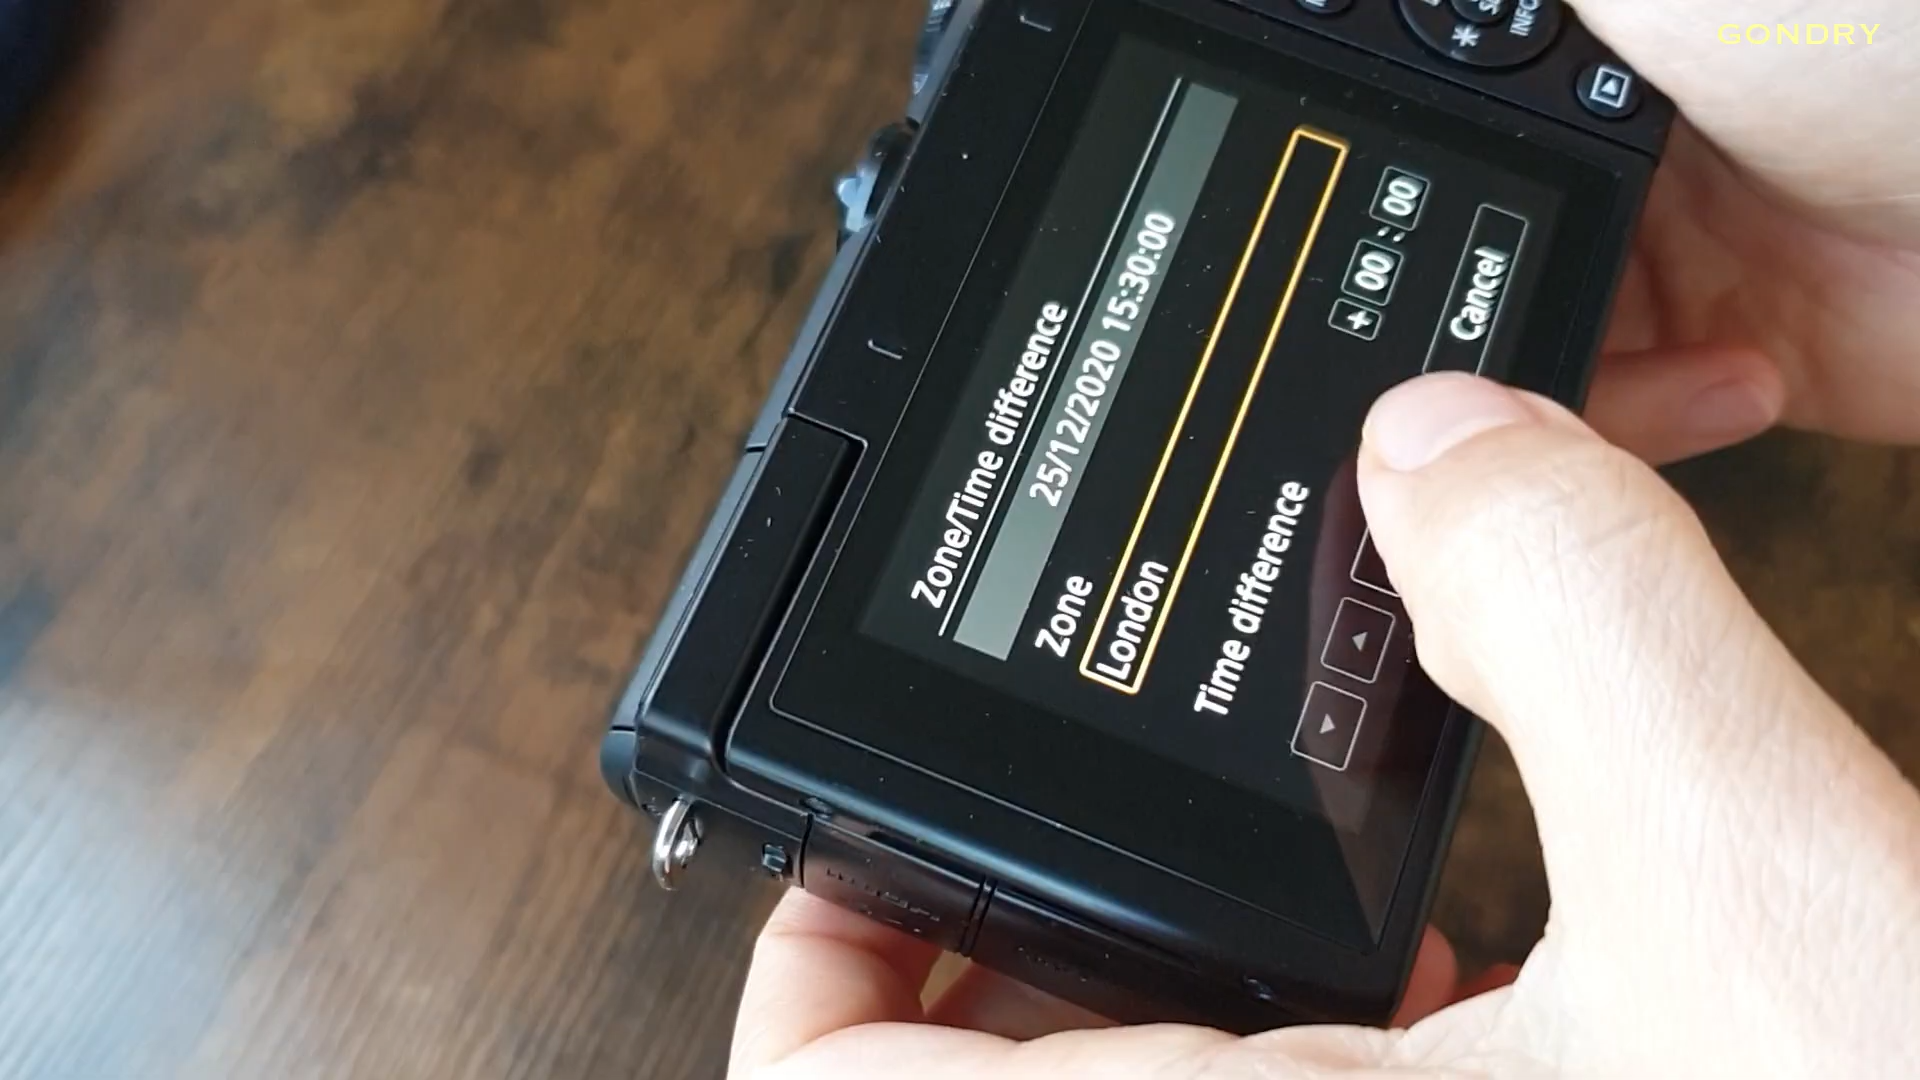 GONDRY
INFO
Zone/Time difference
25/12/2020 15:30:00
Zone
London
Time difference
+ 00 : 00
Cancel